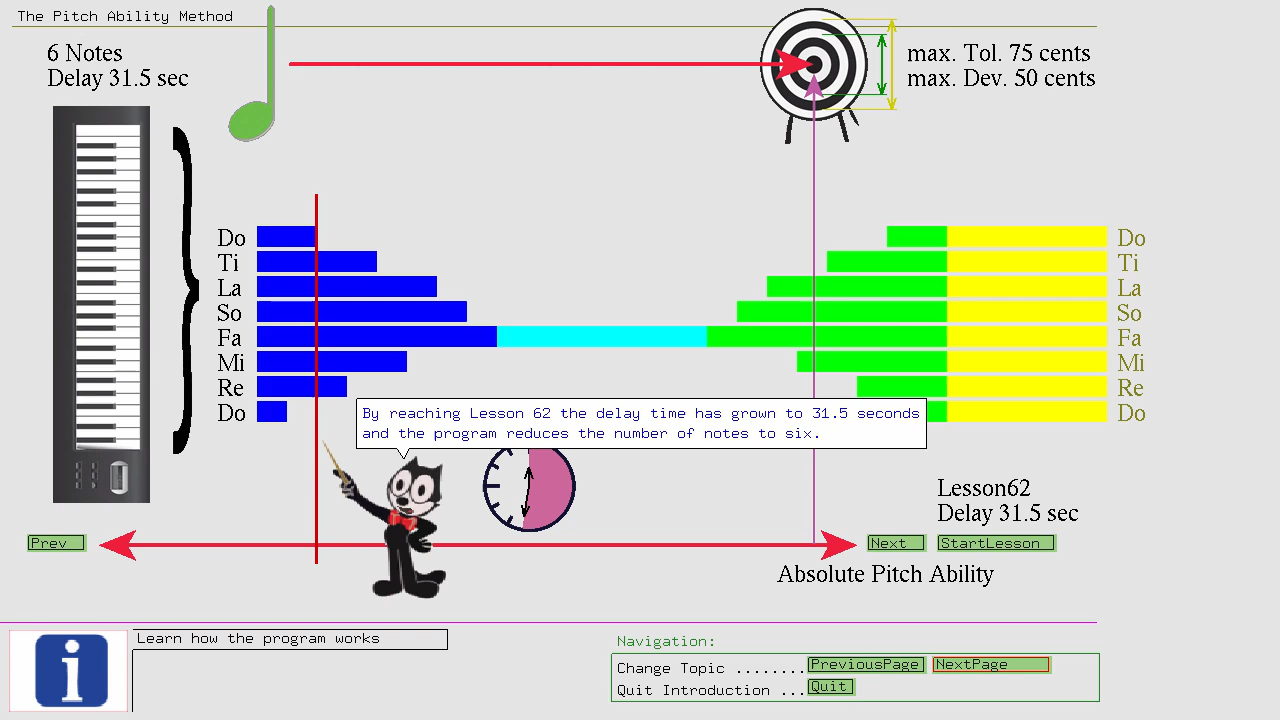 The Pitch Ability Method
6 Notes
Delay 31.5 sec
max. Tol. 75 cents
max. Dev. 50 cents
Do
Ti
La
So
Fa
Mi
Re
Do
Do
Ti
La
So
Fa
Mi
Re
Do
By reaching Lesson 62 the delay time has grown to 31.5 seconds
and the program reduces the number of notes to six.
Lesson62
Delay 31.5 sec
Prev
Next
StartLesson
Absolute Pitch Ability
Learn how the program works
Navigation:
Change Topic ........ PreviousPage NextPage
Quit Introduction ... Quit